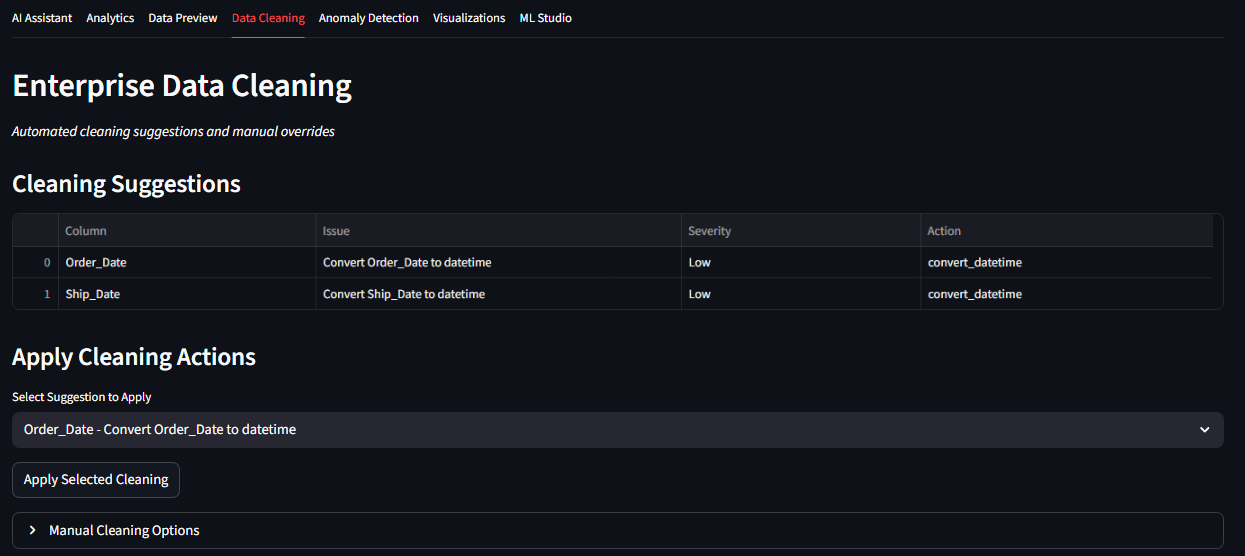 AI Assistant Analytics Data Preview Data Cleaning Anomaly Detection Visualizations ML Studio
Enterprise Data Cleaning
Automated cleaning suggestions and manual overrides
Cleaning Suggestions
Column Issue Severity Action
0 Order_Date Convert Order_Date to datetime Low convert_datetime
1 Ship_Date Convert Ship_Date to datetime Low convert_datetime
Apply Cleaning Actions
Select Suggestion to Apply
Order_Date - Convert Order_Date to datetime
Apply Selected Cleaning
Manual Cleaning Options